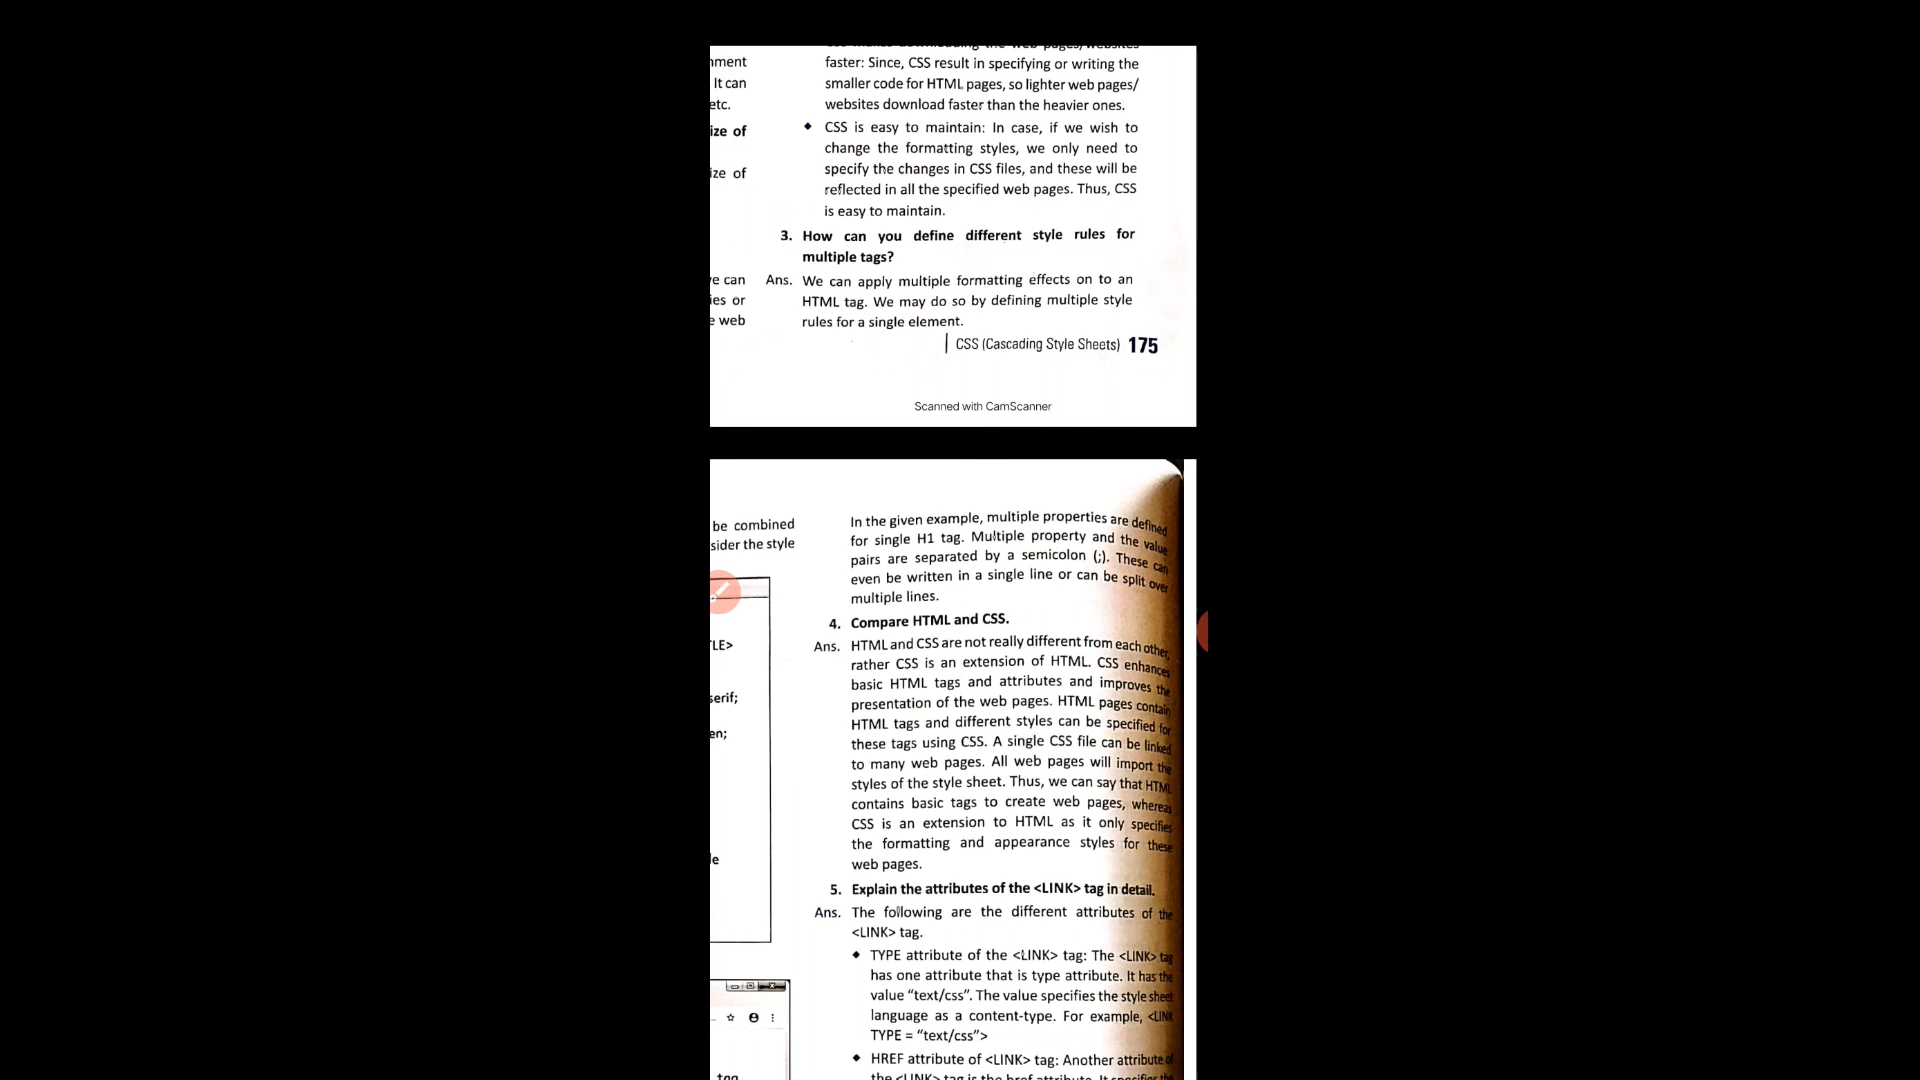 nment
It can
etc.
ize of
ize of
e can
ies or
e web
faster: Since, CSS result in specifying or writing the
smaller code for HTML pages, so lighter web pages/
websites download faster than the heavier ones.
◆ CSS is easy to maintain: In case, if we wish to
change the formatting styles, we only need to
specify the changes in CSS files, and these will be
reflected in all the specified web pages. Thus, CSS
is easy to maintain.
3. How can you define different style rules for
multiple tags?
Ans. We can apply multiple formatting effects on to an
HTML tag. We may do so by defining multiple style
rules for a single element.
CSS (Cascading Style Sheets) 175
Scanned with CamScanner
be combined
sider the style
LE>
serif;
en;
le
In the given example, multiple properties are defined
for single H1 tag. Multiple property and the value
pairs are separated by a semicolon (;). These can
even be written in a single line or can be split over
multiple lines.
4. Compare HTML and CSS.
Ans. HTML and CSS are not really different from each other,
rather CSS is an extension of HTML. CSS enhances
basic HTML tags and attributes and improves the
presentation of the web pages. HTML pages contain
HTML tags and different styles can be specified for
these tags using CSS. A single CSS file can be linked
to many web pages. All web pages will import the
styles of the style sheet. Thus, we can say that HTML
contains basic tags to create web pages, whereas
CSS is an extension to HTML as it only specifies
the formatting and appearance styles for these
web pages.
5. Explain the attributes of the <LINK> tag in detail.
Ans. The following are the different attributes of the
<LINK> tag.
◆ TYPE attribute of the <LINK> tag: The <LINK> tag
has one attribute that is type attribute. It has the
value “text/css”. The value specifies the style sheet
language as a content-type. For example, <LINK
TYPE = “text/css”>
◆ HREF attribute of <LINK> tag: Another attribute of
the <LINK> tag is the href attribute. It specifies the